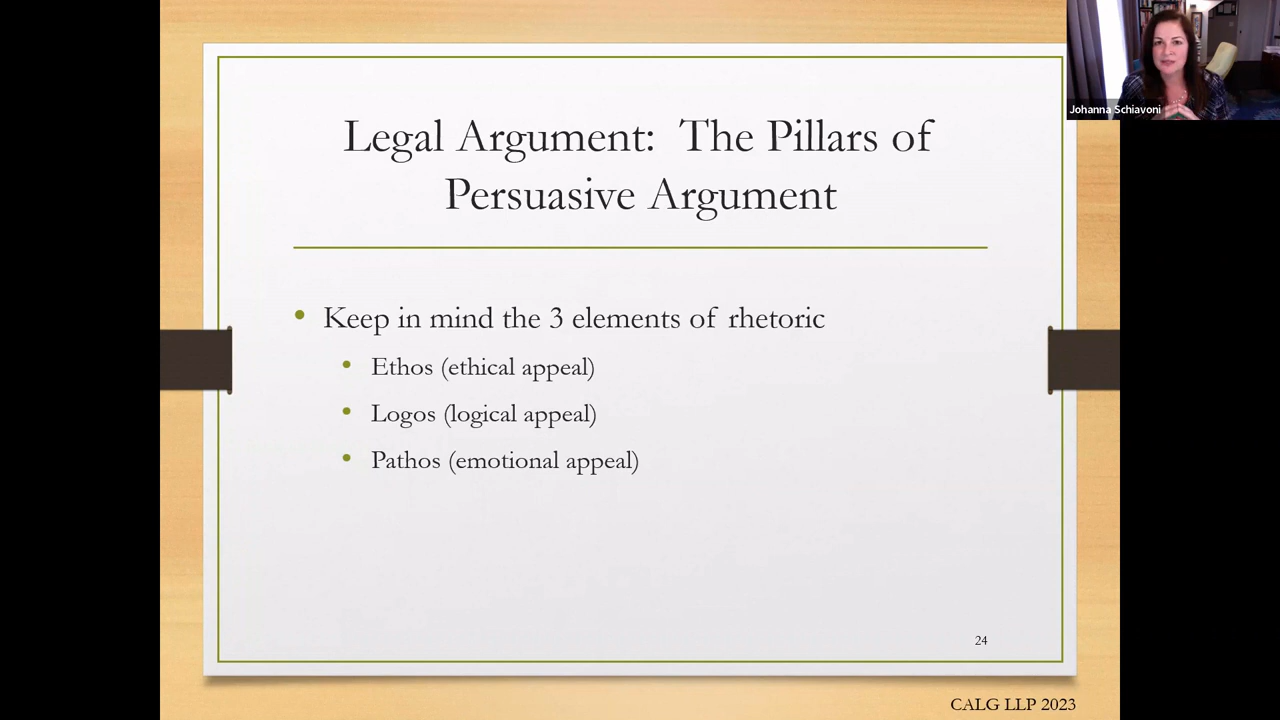 Johanna Schiavoni
Legal Argument: The Pillars of
Persuasive Argument
• Keep in mind the 3 elements of rhetoric
• Ethos (ethical appeal)
• Logos (logical appeal)
• Pathos (emotional appeal)
24
CALG LLP 2023